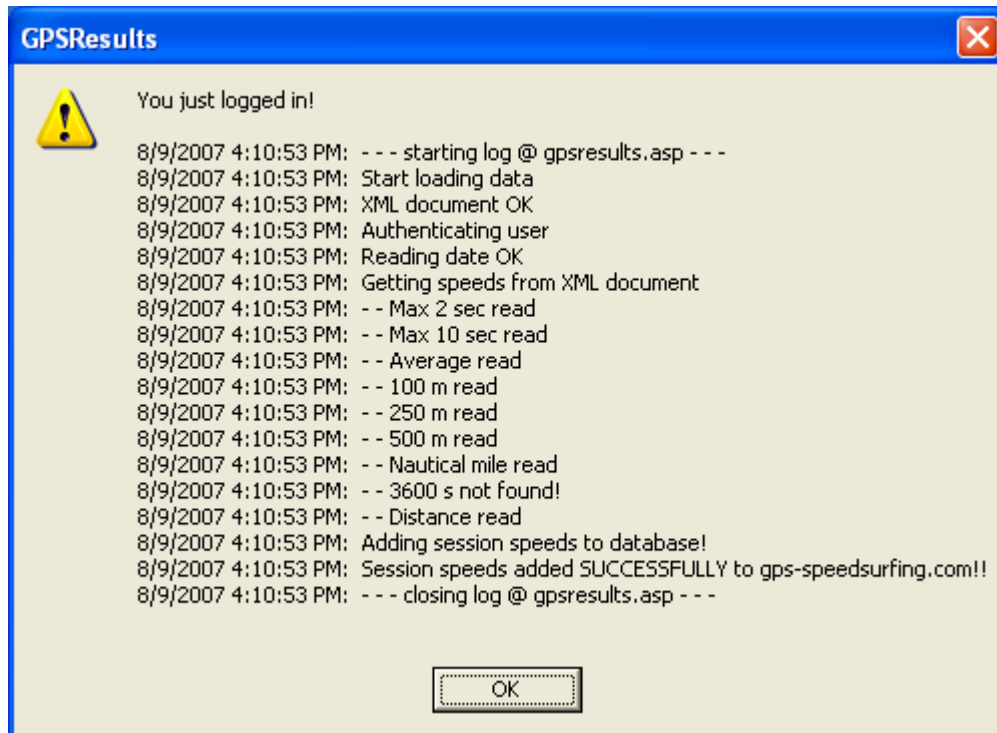 GPSResults
You just logged in!
8/9/2007 4:10:53 PM: - - - starting log @ gpsresults.asp - - -
8/9/2007 4:10:53 PM: Start loading data
8/9/2007 4:10:53 PM: XML document OK
8/9/2007 4:10:53 PM: Authenticating user
8/9/2007 4:10:53 PM: Reading date OK
8/9/2007 4:10:53 PM: Getting speeds from XML document
8/9/2007 4:10:53 PM: - - Max 2 sec read
8/9/2007 4:10:53 PM: - - Max 10 sec read
8/9/2007 4:10:53 PM: - - Average read
8/9/2007 4:10:53 PM: - - 100 m read
8/9/2007 4:10:53 PM: - - 250 m read
8/9/2007 4:10:53 PM: - - 500 m read
8/9/2007 4:10:53 PM: - - Nautical mile read
8/9/2007 4:10:53 PM: - - 3600 s not found!
8/9/2007 4:10:53 PM: - - Distance read
8/9/2007 4:10:53 PM: Adding session speeds to database!
8/9/2007 4:10:53 PM: Session speeds added SUCCESSFULLY to gps-speedsurfing.com!!
8/9/2007 4:10:53 PM: - - - closing log @ gpsresults.asp - - -
OK